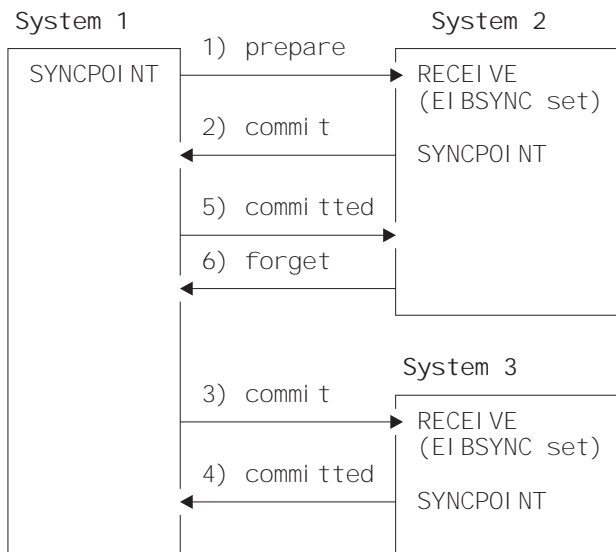 System 1
System 2
1) prepare
SYNCPOINT
RECEIVE
(EIBSYNC set)
2) commit
SYNCPOINT
5) committed
6) forget
System 3
3) commit
RECEIVE
(EIBSYNC set)
4) committed
SYNCPOINT